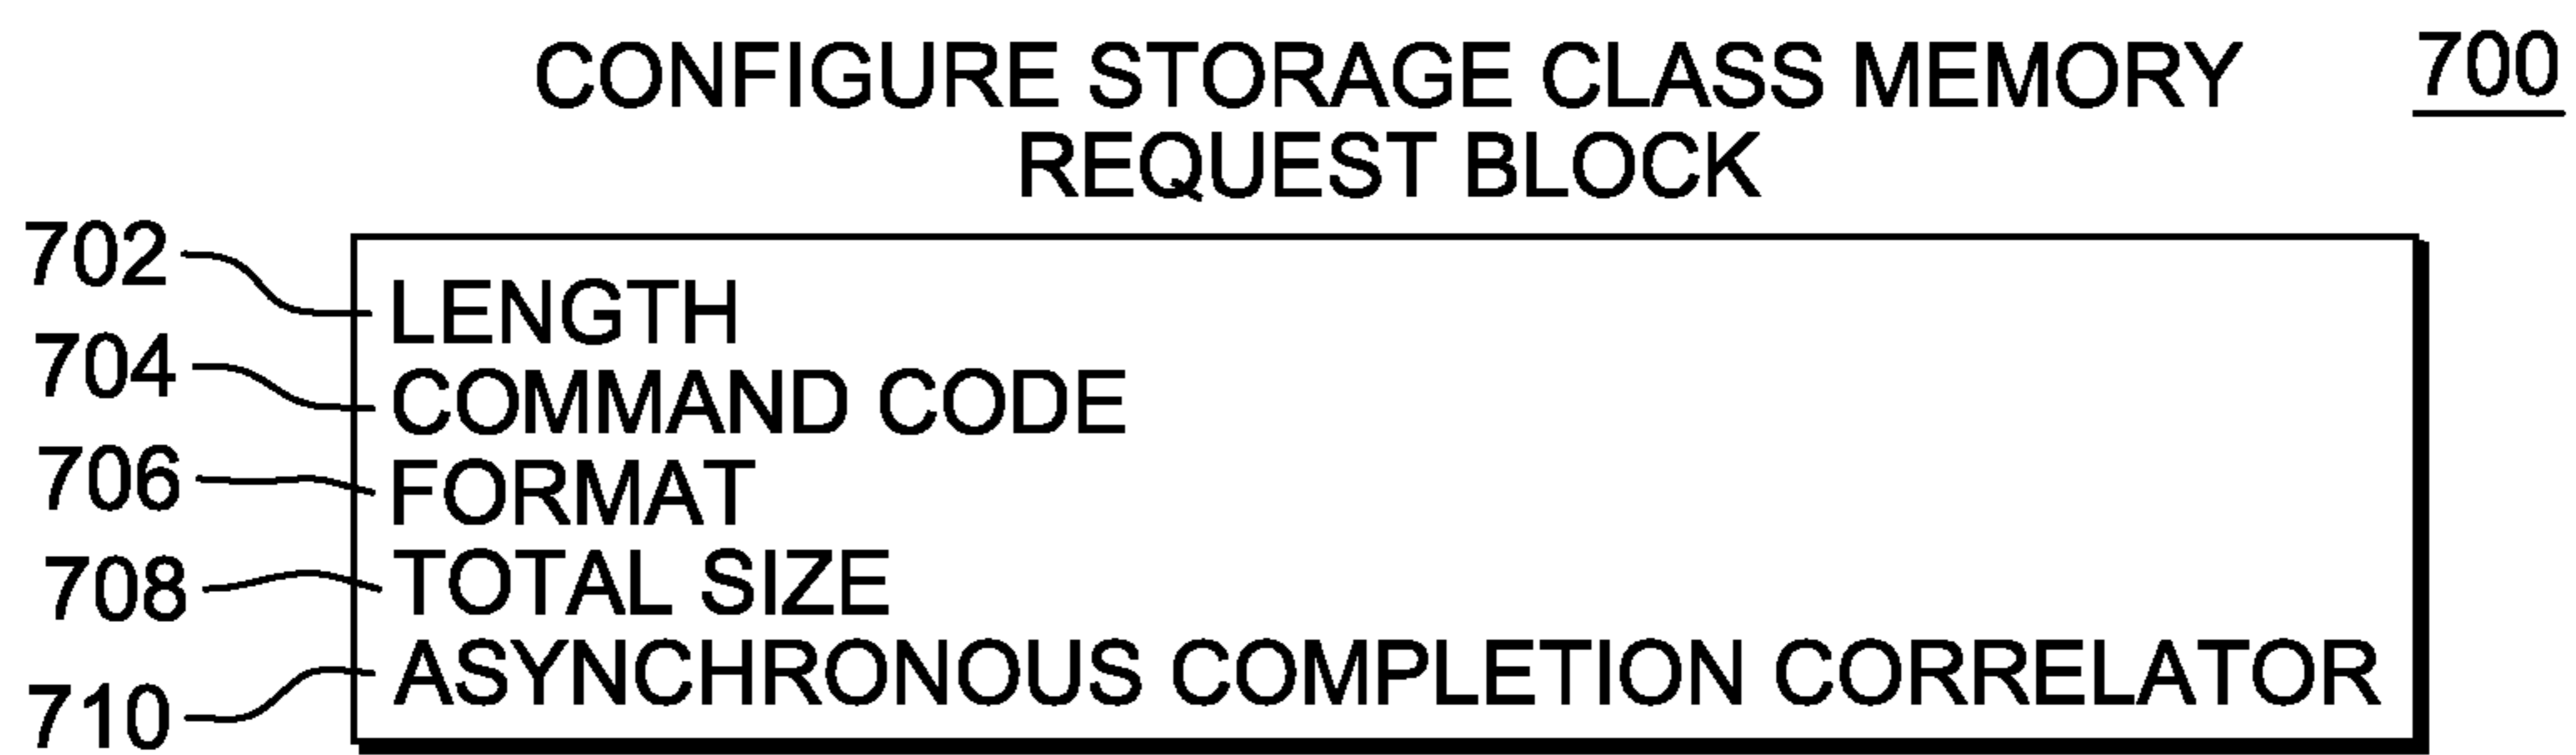 CONFIGURE STORAGE CLASS MEMORY 700
REQUEST BLOCK
702 LENGTH
704 COMMAND CODE
706 FORMAT
708 TOTAL SIZE
710 ASYNCHRONOUS COMPLETION CORRELATOR